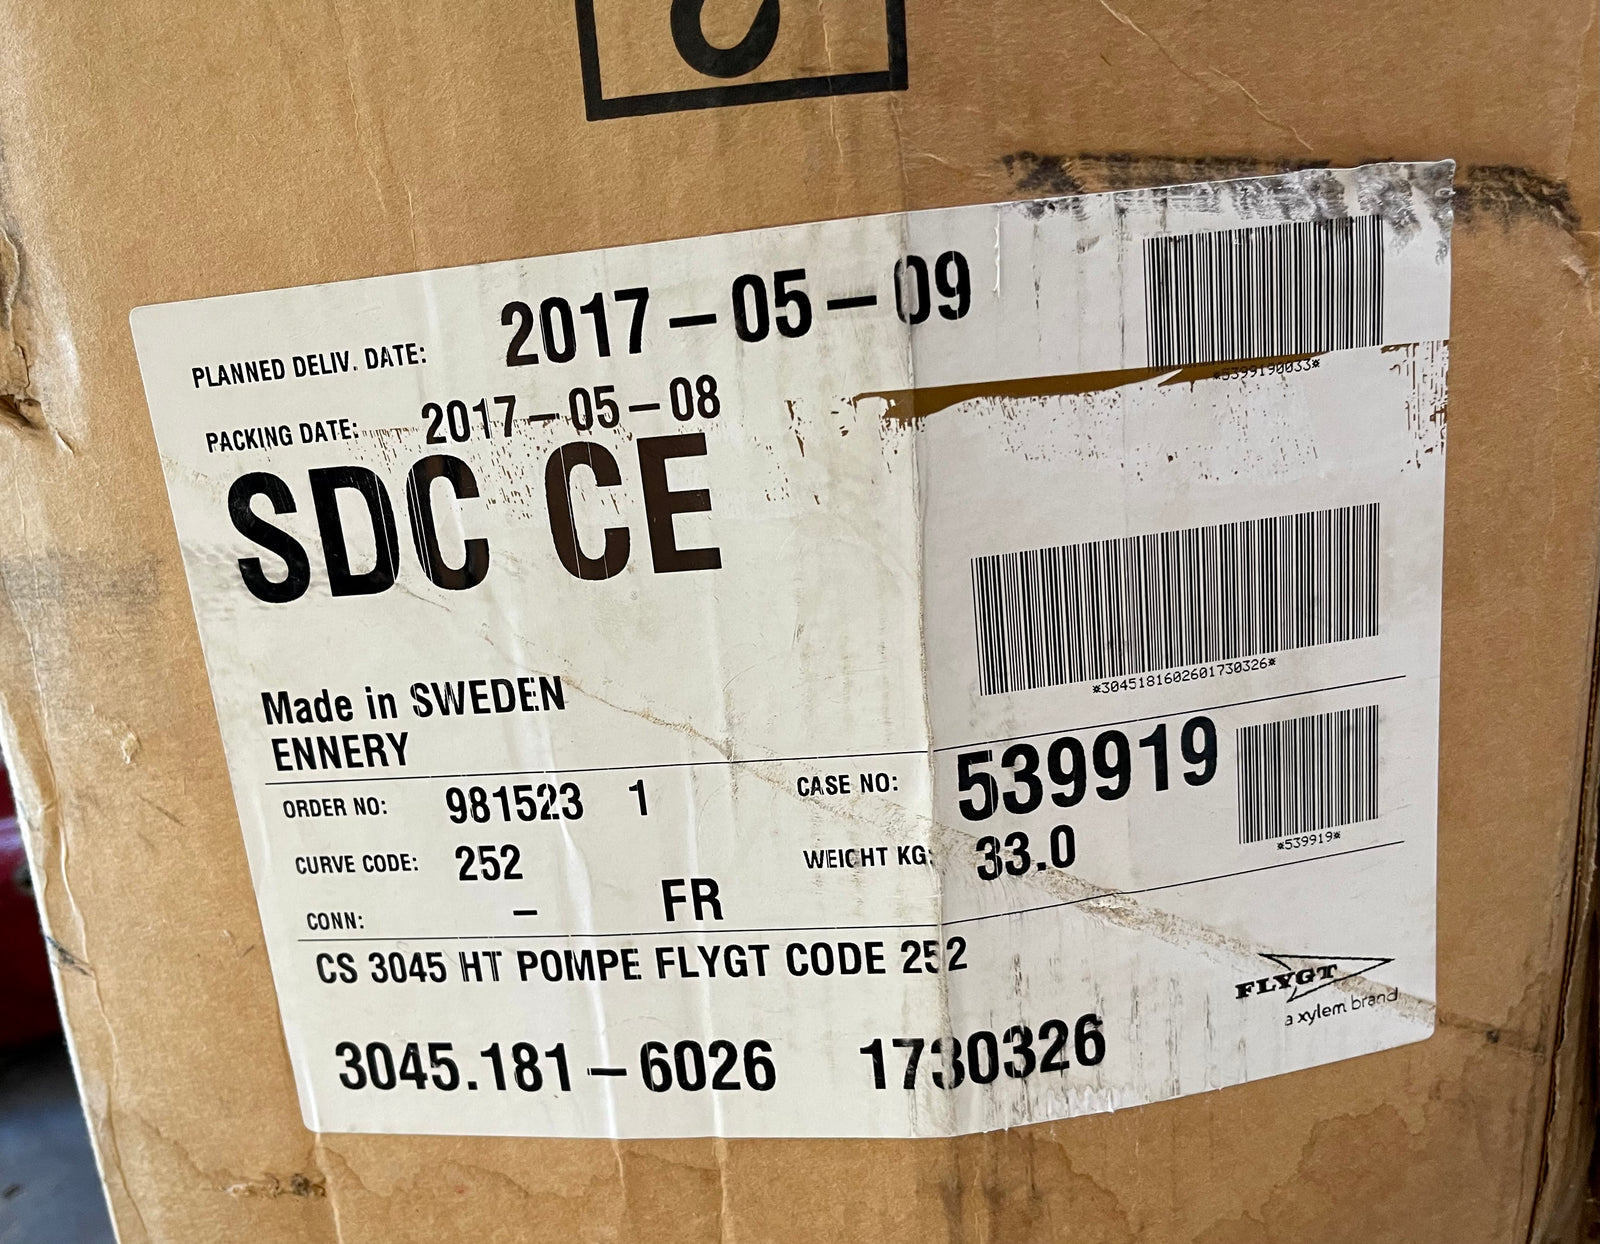 PLANNED DELIV. DATE: 2017-05-09
*5399190033*
PACKING DATE: 2017-05-08
SDC CE
*3045181602601730326*
Made in SWEDEN
ENNERY
ORDER NO: 981523 1 CASE NO: 539919
*539919*
CURVE CODE: 252 WEIGHT KG: 33.0
CONN: - FR
CS 3045 HT POMPE FLYGT CODE 252
FLYGT
a xylem brand
3045.181-6026 1730326